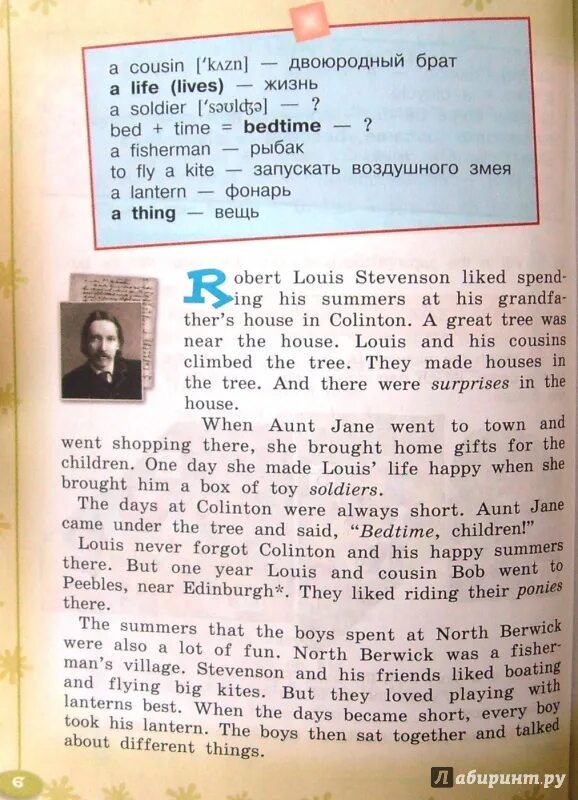 a cousin [ˈkʌzn] — двоюродный брат
a life (lives) — жизнь
a soldier [ˈsəʊldʒə] — ?
bed + time = bedtime — ?
a fisherman — рыбак
to fly a kite — запускать воздушного змея
a lantern — фонарь
a thing — вещь
Robert Louis Stevenson liked spend-
ing his summers at his grandfa-
ther's house in Colinton. A great tree was
near the house. Louis and his cousins
climbed the tree. They made houses in
the tree. And there were surprises in the
house.
When Aunt Jane went to town and
went shopping there, she brought home gifts for the
children. One day she made Louis' life happy when she
brought him a box of toy soldiers.
The days at Colinton were always short. Aunt Jane
came under the tree and said, “Bedtime, children!”
Louis never forgot Colinton and his happy summers
there. But one year Louis and cousin Bob went to
Peebles, near Edinburgh*. They liked riding their ponies
there.
The summers that the boys spent at North Berwick
were also a lot of fun. North Berwick was a fisher-
man's village. Stevenson and his friends liked boating
and flying big kites. But they loved playing with
lanterns best. When the days became short, every boy
took his lantern. The boys then sat together and talked
about different things.
6
Лабиринт.ру